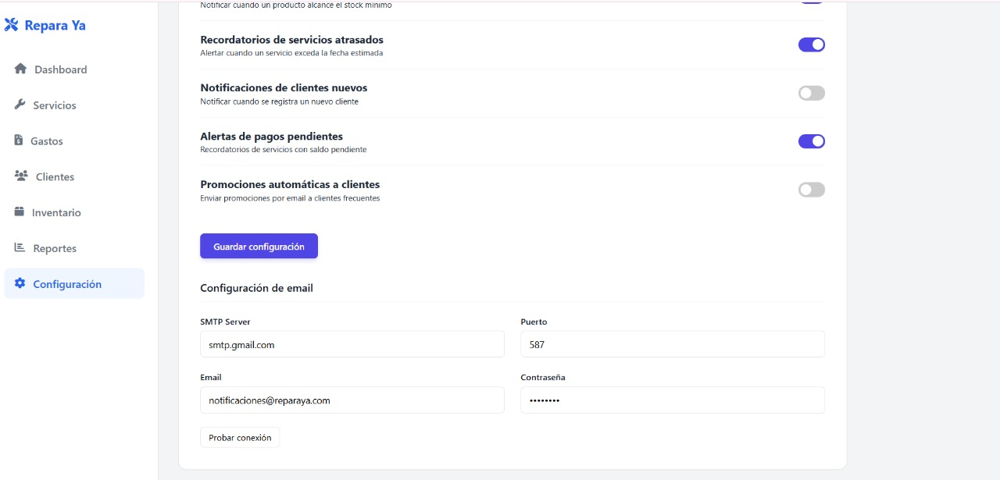 Repara Ya
Dashboard
Servicios
Gastos
Clientes
Inventario
Reportes
Configuración
Notificar cuando un producto alcance el stock mínimo
Recordatorios de servicios atrasados
Alertar cuando un servicio exceda la fecha estimada
Notificaciones de clientes nuevos
Notificar cuando se registra un nuevo cliente
Alertas de pagos pendientes
Recordatorios de servicios con saldo pendiente
Promociones automáticas a clientes
Enviar promociones por email a clientes frecuentes
Guardar configuración
Configuración de email
SMTP Server
smtp.gmail.com
Puerto
587
Email
notificaciones@reparaya.com
Contraseña
••••••••
Probar conexión